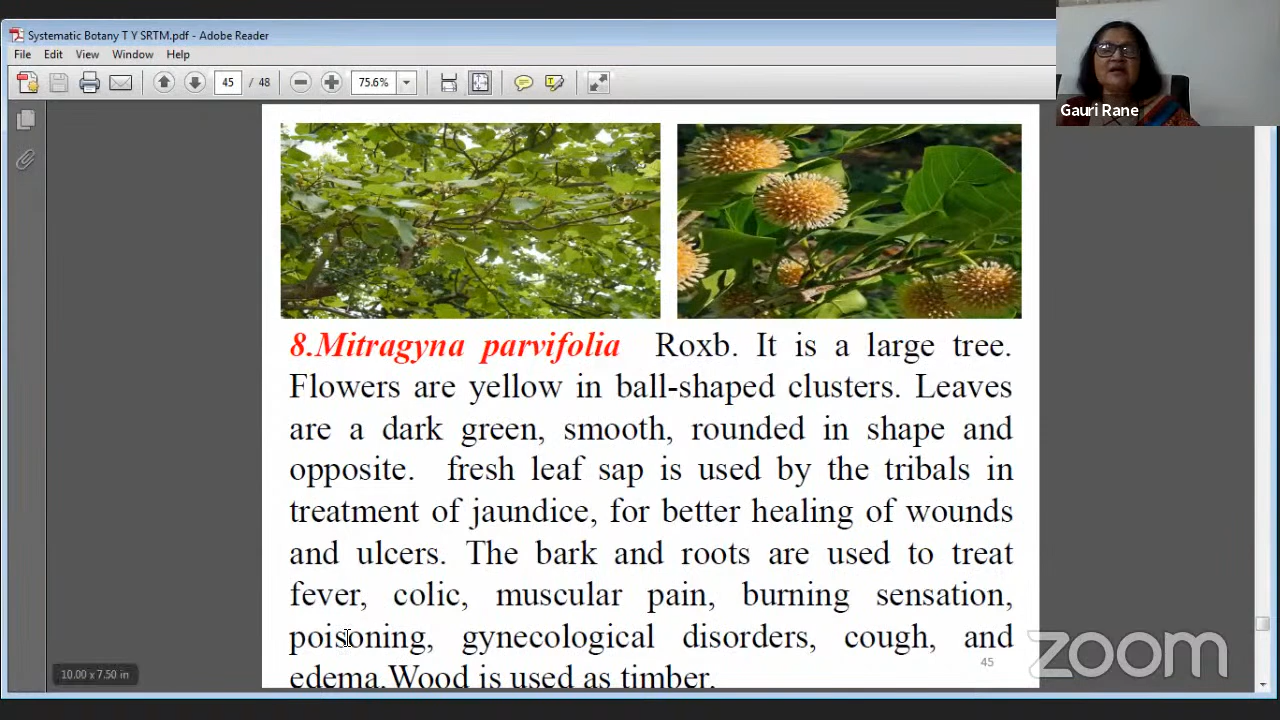 Systematic Botany T Y SRTM.pdf - Adobe Reader
File Edit View Window Help
45 / 48 75.6%
Gauri Rane
8.Mitragyna parvifolia Roxb. It is a large tree.
Flowers are yellow in ball-shaped clusters. Leaves
are a dark green, smooth, rounded in shape and
opposite. fresh leaf sap is used by the tribals in
treatment of jaundice, for better healing of wounds
and ulcers. The bark and roots are used to treat
fever, colic, muscular pain, burning sensation,
poisoning, gynecological disorders, cough, and
edema.Wood is used as timber.
45
10.00 x 7.50 in
zoom